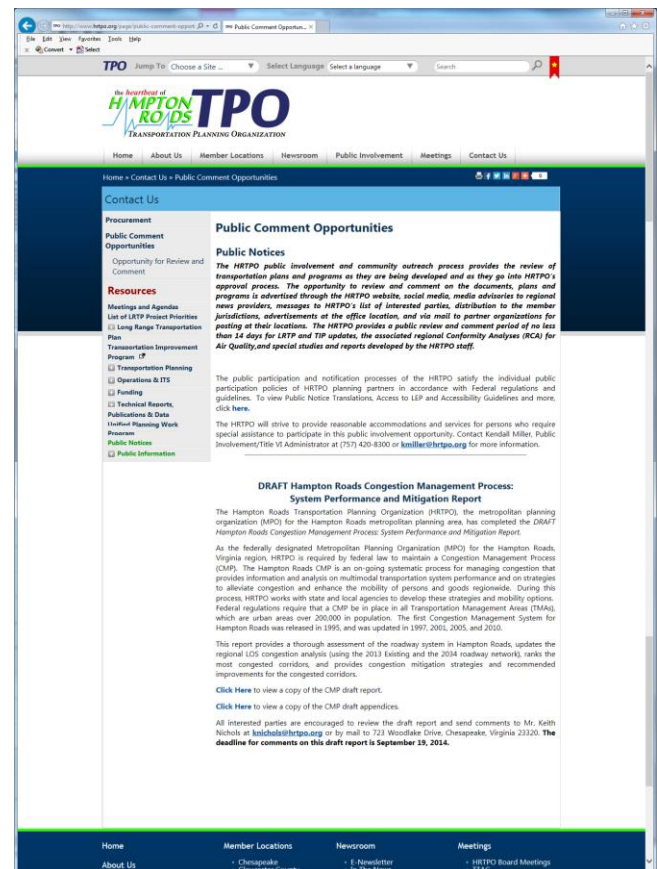 http://www.hrtpo.org/page/public-comment-opport
Public Comment Opportun...
File Edit View Favorites Tools Help
Convert Select
TPO Jump To Choose a Site ... Select Language Select a language Search
the heartbeat of
HAMPTON
ROADS
TPO
TRANSPORTATION PLANNING ORGANIZATION
Home About Us Member Locations Newsroom Public Involvement Meetings Contact Us
Home » Contact Us » Public Comment Opportunities
Contact Us
Procurement
Public Comment
Opportunities
Opportunity for Review and
Comment
Resources
Meetings and Agendas
List of LRTP Project Priorities
Long Range Transportation
Plan
Transportation Improvement
Program
Transportation Planning
Operations & ITS
Funding
Technical Reports,
Publications & Data
Unified Planning Work
Program
Public Notices
Public Information
Public Comment Opportunities
Public Notices
The HRTPO public involvement and community outreach process provides the review of
transportation plans and programs as they are being developed and as they go into HRTPO's
approval process. The opportunity to review and comment on the documents, plans and
programs is advertised through the HRTPO website, social media, media advisories to regional
news providers, messages to HRTPO's list of interested parties, distribution to the member
jurisdictions, advertisements at the office location, and via mail to partner organizations for
posting at their locations. The HRTPO provides a public review and comment period of no less
than 14 days for LRTP and TIP updates, the associated regional Conformity Analyses (RCA) for
Air Quality,and special studies and reports developed by the HRTPO staff.
The public participation and notification processes of the HRTPO satisfy the individual public
participation policies of HRTPO planning partners in accordance with Federal regulations and
guidelines. To view Public Notice Translations, Access to LEP and Accessibility Guidelines and more,
click here.
The HRTPO will strive to provide reasonable accommodations and services for persons who require
special assistance to participate in this public involvement opportunity. Contact Kendall Miller, Public
Involvement/Title VI Administrator at (757) 420-8300 or kmiller@hrtpo.org for more information.
DRAFT Hampton Roads Congestion Management Process:
System Performance and Mitigation Report
The Hampton Roads Transportation Planning Organization (HRTPO), the metropolitan planning
organization (MPO) for the Hampton Roads metropolitan planning area, has completed the DRAFT
Hampton Roads Congestion Management Process: System Performance and Mitigation Report.
As the federally designated Metropolitan Planning Organization (MPO) for the Hampton Roads,
Virginia region, HRTPO is required by federal law to maintain a Congestion Management Process
(CMP). The Hampton Roads CMP is an on-going systematic process for managing congestion that
provides information and analysis on multimodal transportation system performance and on strategies
to alleviate congestion and enhance the mobility of persons and goods regionwide. During this
process, HRTPO works with state and local agencies to develop these strategies and mobility options.
Federal regulations require that a CMP be in place in all Transportation Management Areas (TMAs),
which are urban areas over 200,000 in population. The first Congestion Management System for
Hampton Roads was released in 1995, and was updated in 1997, 2001, 2005, and 2010.
This report provides a thorough assessment of the roadway system in Hampton Roads, updates the
regional LOS congestion analysis (using the 2013 Existing and the 2034 roadway network), ranks the
most congested corridors, and provides congestion mitigation strategies and recommended
improvements for the congested corridors.
Click Here to view a copy of the CMP draft report.
Click Here to view a copy of the CMP draft appendices.
All interested parties are encouraged to review the draft report and send comments to Mr. Keith
Nichols at knichols@hrtpo.org or by mail to 723 Woodlake Drive, Chesapeake, Virginia 23320. The
deadline for comments on this draft report is September 19, 2014.
Home Member Locations Newsroom Meetings
About Us Chesapeake E-Newsletter HRTPO Board Meetings
Gloucester County In The News TTAC